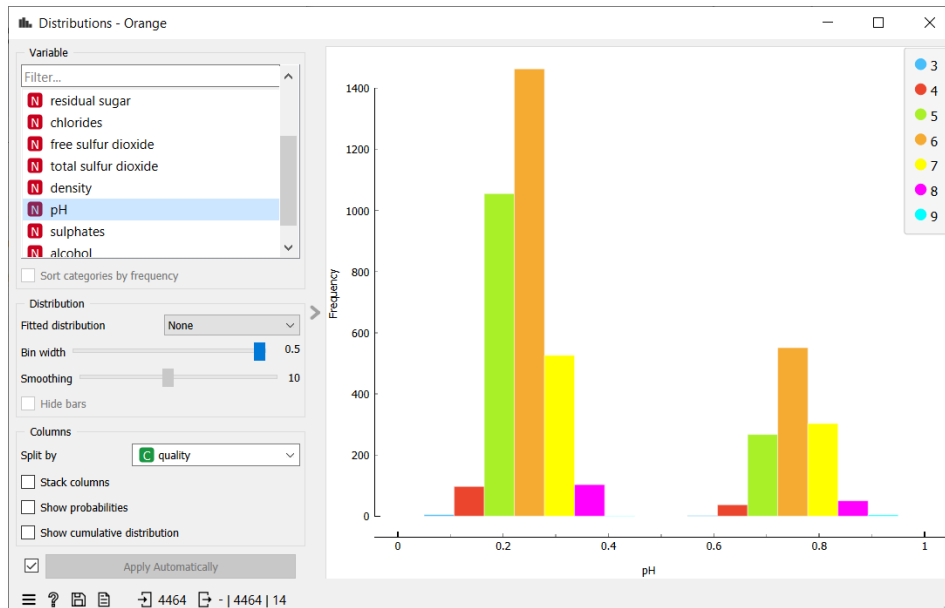 Distributions - Orange
Variable
Filter...
N residual sugar
N chlorides
N free sulfur dioxide
N total sulfur dioxide
N density
N pH
N sulphates
N alcohol
Sort categories by frequency
Distribution
Fitted distribution None
Bin width 0.5
Smoothing 10
Hide bars
Columns
Split by C quality
Stack columns
Show probabilities
Show cumulative distribution
Apply Automatically
? 4464 - | 4464 | 14
Frequency
1400
1200
1000
800
600
400
200
0
0 0.2 0.4 0.6 0.8 1
pH
3
4
5
6
7
8
9